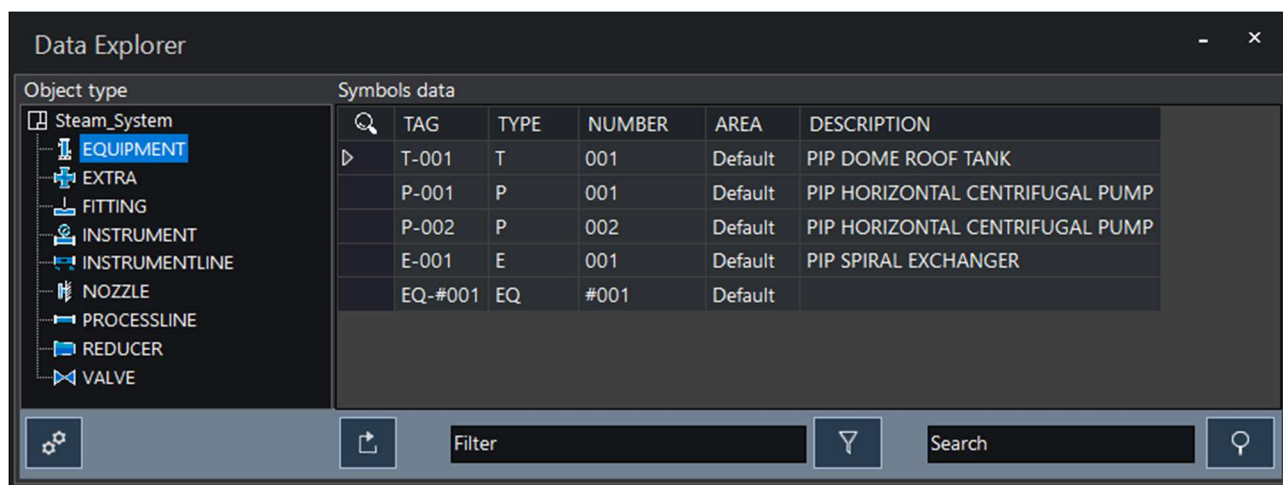 Data Explorer
Object type
Symbols data
Steam_System
EQUIPMENT
EXTRA
FITTING
INSTRUMENT
INSTRUMENTLINE
NOZZLE
PROCESSLINE
REDUCER
VALVE
TAG TYPE NUMBER AREA DESCRIPTION
T-001 T 001 Default PIP DOME ROOF TANK
P-001 P 001 Default PIP HORIZONTAL CENTRIFUGAL PUMP
P-002 P 002 Default PIP HORIZONTAL CENTRIFUGAL PUMP
E-001 E 001 Default PIP SPIRAL EXCHANGER
EQ-#001 EQ #001 Default
Filter
Search